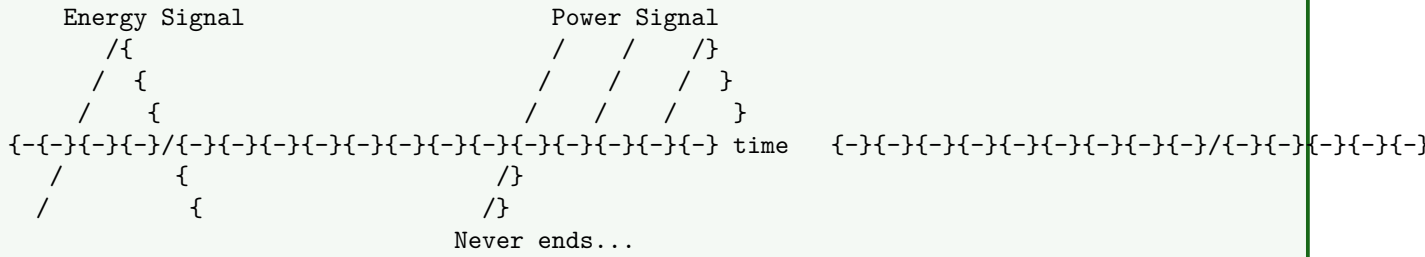 Energy Signal Power Signal
/{ / / /}
/ { / / / }
/ { / / / }
{-{-}{-}{-}/{-}{-}{-}{-}{-}{-}{-}{-}{-}{-}{-}{-}{-} time {-}{-}{-}{-}{-}{-}{-}{-}{-}/{-}{-}{-}{-}{-}
/ { /}
/ { /}
Never ends...